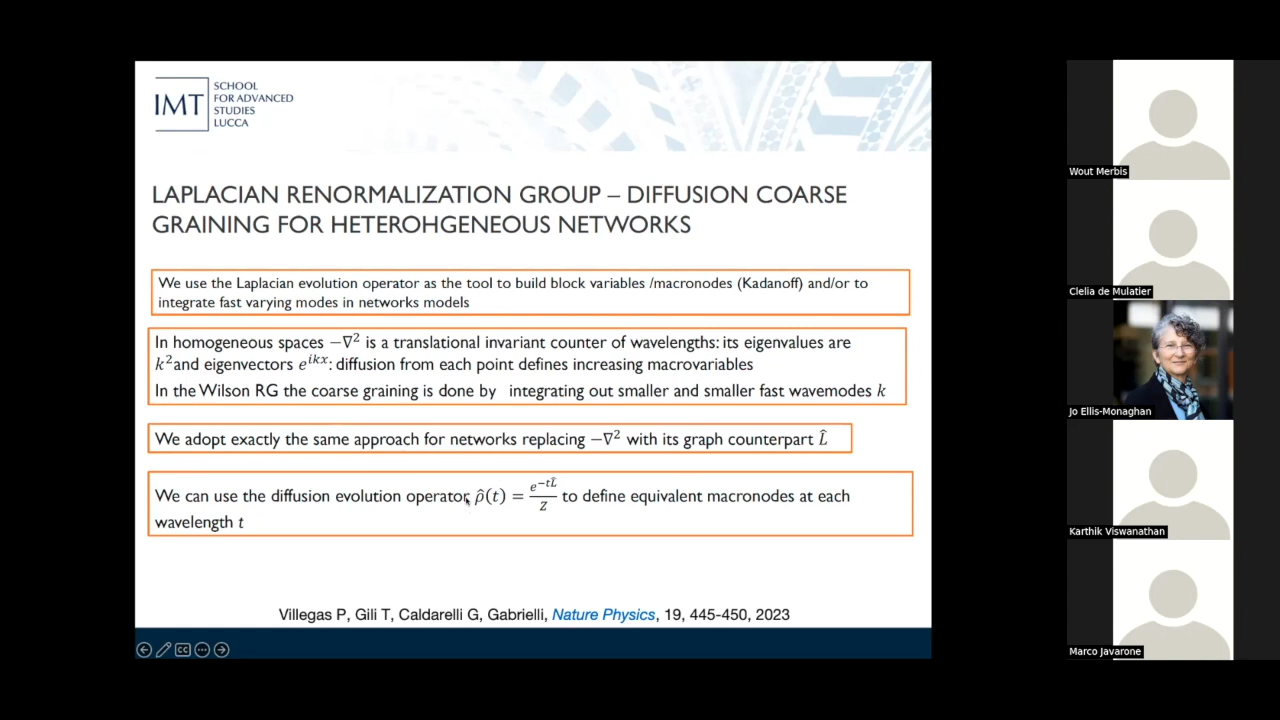 IMT
SCHOOL
FOR ADVANCED
STUDIES
LUCCA
LAPLACIAN RENORMALIZATION GROUP – DIFFUSION COARSE
GRAINING FOR HETEROHGENEOUS NETWORKS
We use the Laplacian evolution operator as the tool to build block variables /macronodes (Kadanoff) and/or to
integrate fast varying modes in networks models
In homogeneous spaces −∇² is a translational invariant counter of wavelengths: its eigenvalues are
k² and eigenvectors e^{ikx}: diffusion from each point defines increasing macrovariables
In the Wilson RG the coarse graining is done by integrating out smaller and smaller fast wavemodes k
We adopt exactly the same approach for networks replacing −∇² with its graph counterpart L̂
We can use the diffusion evolution operator ρ̂(t) = e^{−tL̂}/Z to define equivalent macronodes at each
wavelength t
Villegas P, Gili T, Caldarelli G, Gabrielli, Nature Physics, 19, 445-450, 2023
CC
Wout Merbis
Clelia de Mulatier
Jo Ellis-Monaghan
Karthik Viswanathan
Marco Javarone